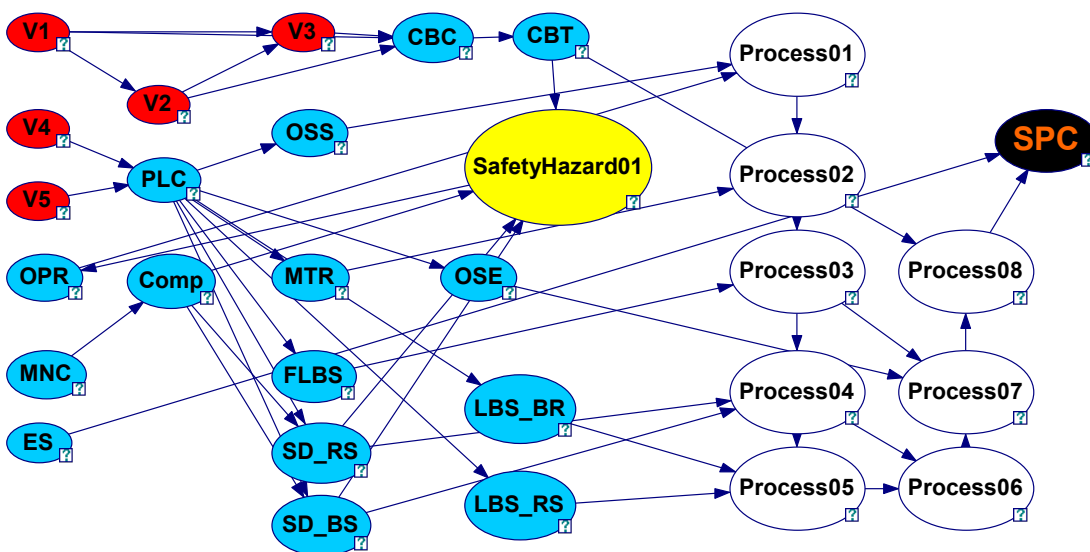 V1
V3
CBC
CBT
Process01
V2
V4
OSS
SPC
PLC
SafetyHazard01
Process02
V5
OPR
Comp
MTR
OSE
Process03
Process08
MNC
FLBS
LBS_BR
Process04
Process07
ES
SD_RS
SD_BS
LBS_RS
Process05
Process06